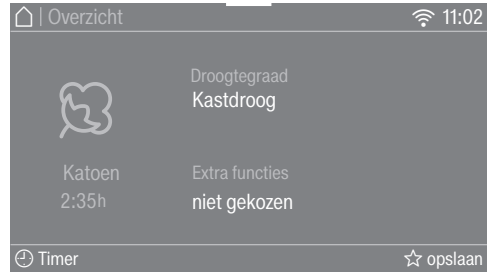 | Overzicht 11:02
Droogtegraad
Kastdroog
Katoen
2:35h
Extra functies
niet gekozen
Timer opslaan